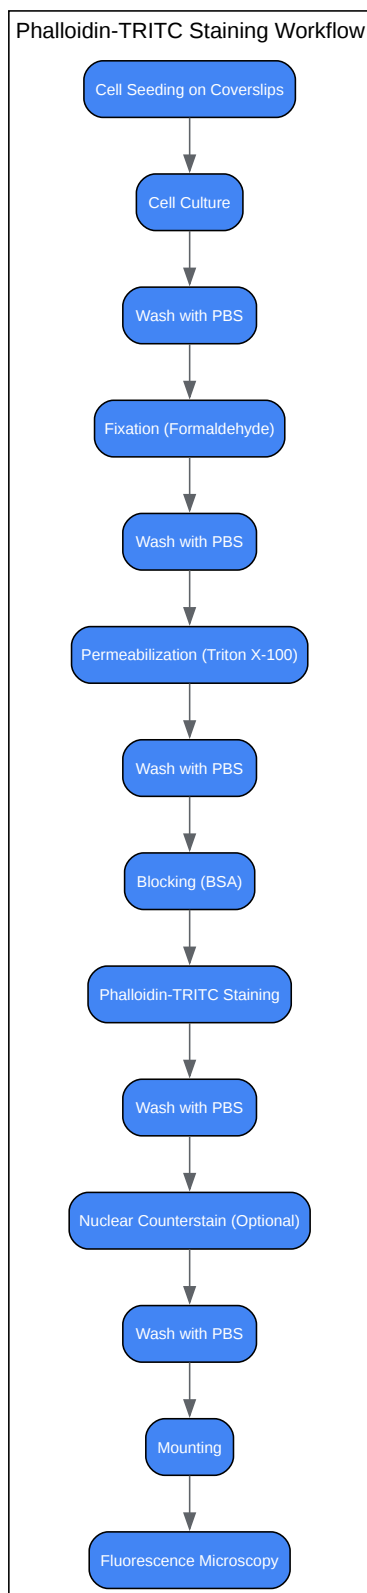 Phalloidin-TRITC Staining Workflow
Cell Seeding on Coverslips
Cell Culture
Wash with PBS
Fixation (Formaldehyde)
Wash with PBS
Permeabilization (Triton X-100)
Wash with PBS
Blocking (BSA)
Phalloidin-TRITC Staining
Wash with PBS
Nuclear Counterstain (Optional)
Wash with PBS
Mounting
Fluorescence Microscopy